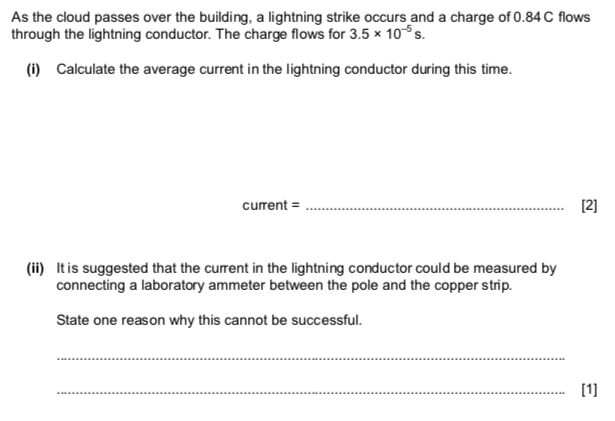 As the cloud passes over the building, a lightning strike occurs and a charge of 0.84 C flows
through the lightning conductor. The charge flows for 3.5 × 10⁻⁵ s.
(i) Calculate the average current in the lightning conductor during this time.
current = ................................................................ [2]
(ii) It is suggested that the current in the lightning conductor could be measured by
connecting a laboratory ammeter between the pole and the copper strip.
State one reason why this cannot be successful.
................................................................................................................................
................................................................................................................................ [1]